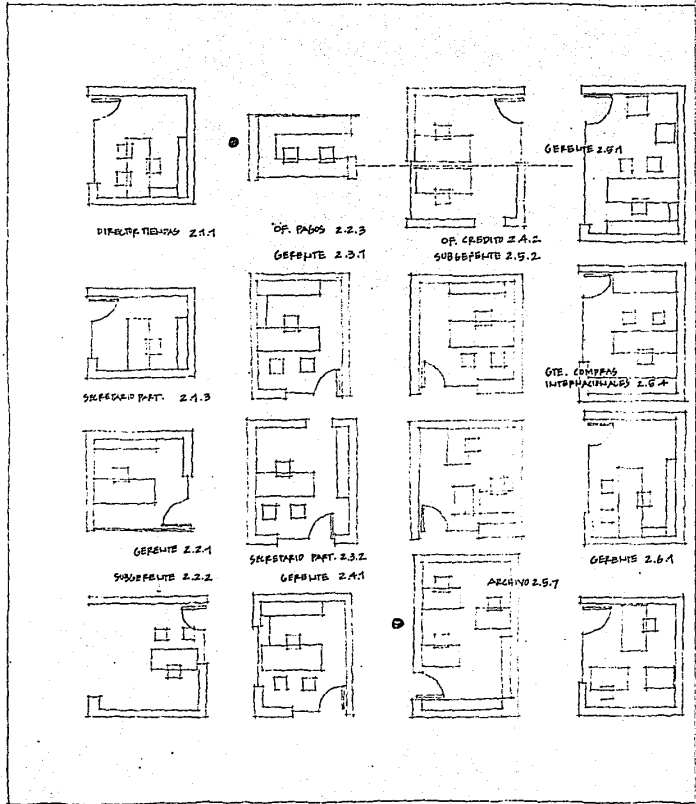 GERENTE 2.5.1
DIRECTOR TIENDAS 2.1.1
OF. PAGOS 2.2.3
OF. CREDITO 2.4.2
GERENTE 2.3.1
SUBGERENTE 2.5.2
SECRETARIO PART. 2.1.3
GTE. COMPRAS
INTERNACIONALES 2.5.4
GERENTE 2.2.1
SECRETARIO PART. 2.3.2
GERENTE 2.6.1
SUBGERENTE 2.2.2
GERENTE 2.4.1
ARCHIVO 2.5.7